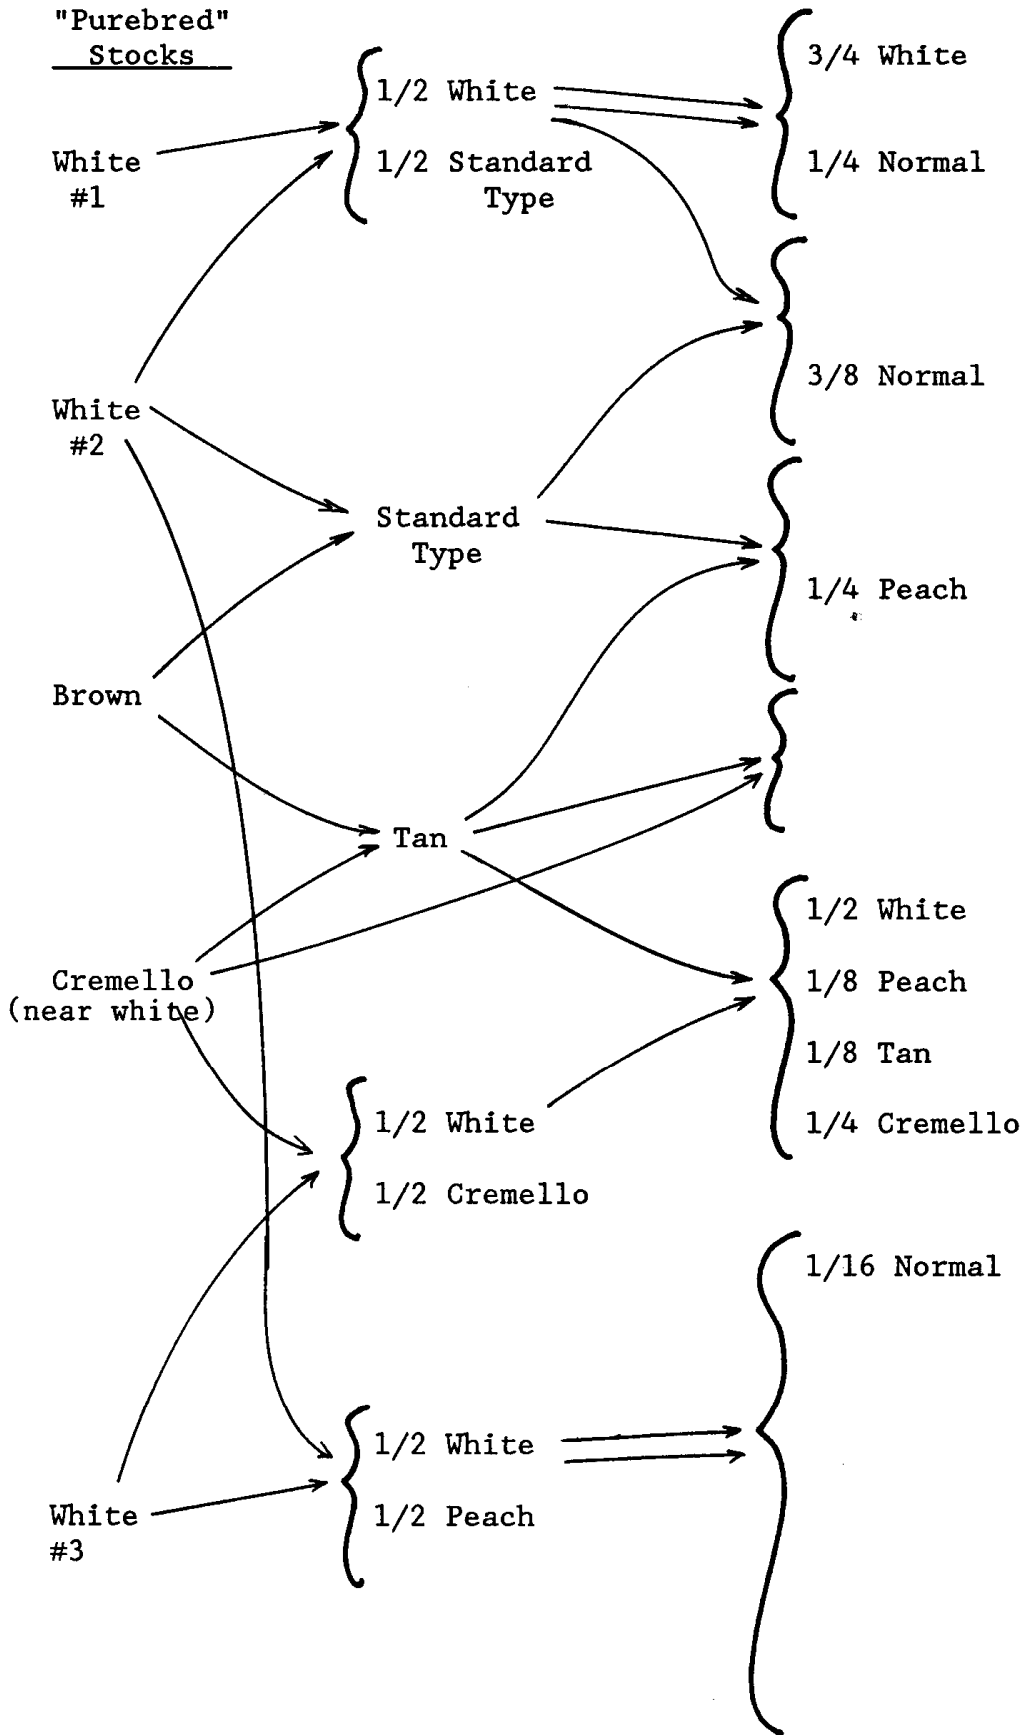 "Purebred"
Stocks
White
#1
White
#2
Brown
Cremello
(near white)
White
#3
1/2 White
1/2 Standard
Type
Standard
Type
Tan
1/2 White
1/2 Cremello
1/2 White
1/2 Peach
3/4 White
1/4 Normal
3/8 Normal
1/4 Peach
1/2 White
1/8 Peach
1/8 Tan
1/4 Cremello
1/16 Normal